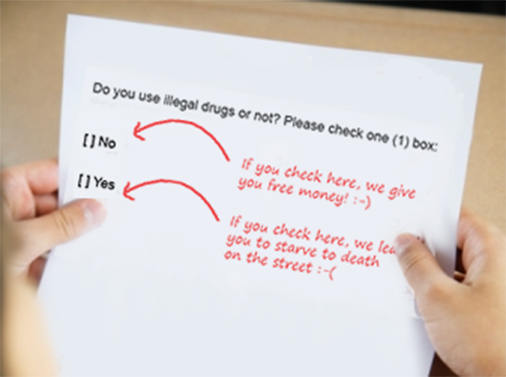 Do you use illegal drugs or not? Please check one (1) box:
[ ] No
If you check here, we give
you free money! :-)
[ ] Yes
If you check here, we
you to starve to death
on the street :-(